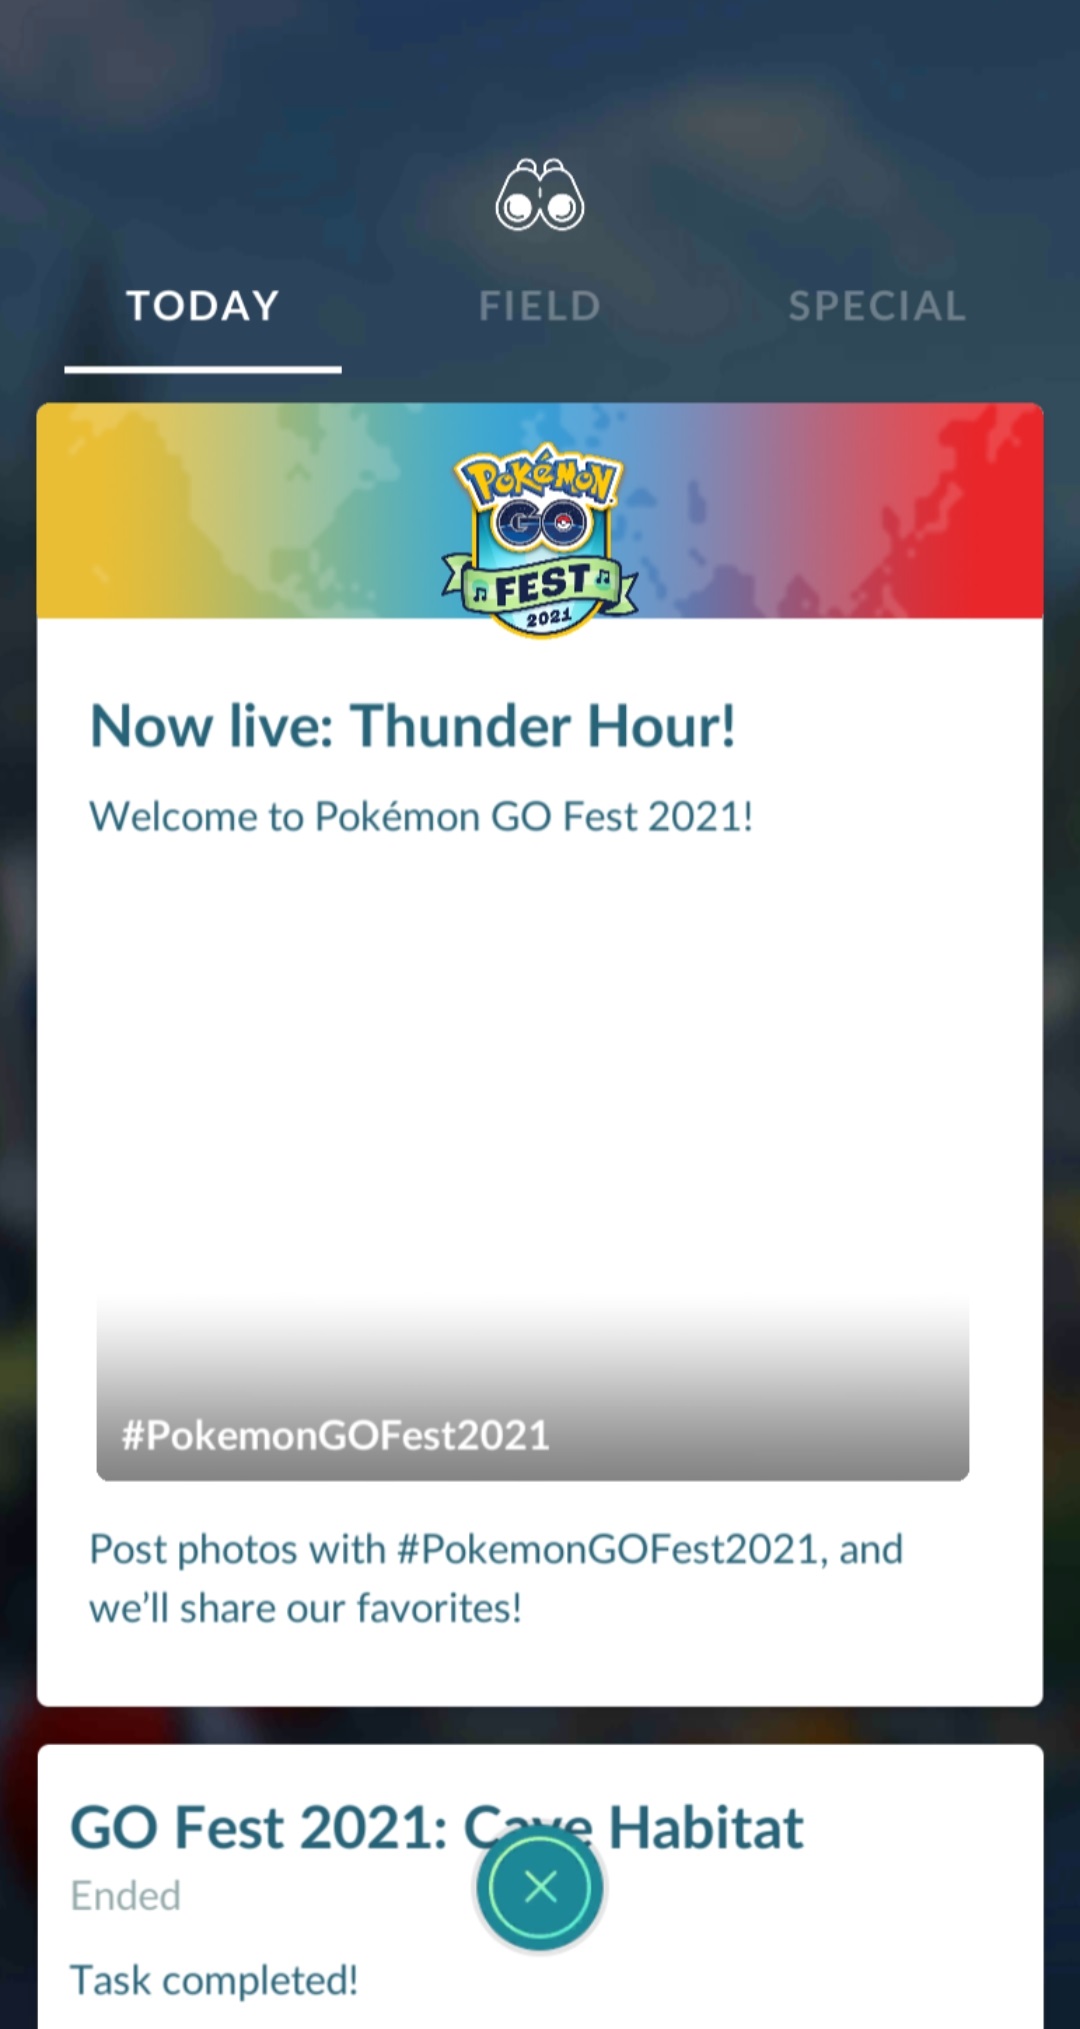 TODAY FIELD SPECIAL
POKéMON
GO
FEST
2021
Now live: Thunder Hour!
Welcome to Pokémon GO Fest 2021!
#PokemonGOFest2021
Post photos with #PokemonGOFest2021, and
we’ll share our favorites!
GO Fest 2021: Cave Habitat
Ended
Task completed!